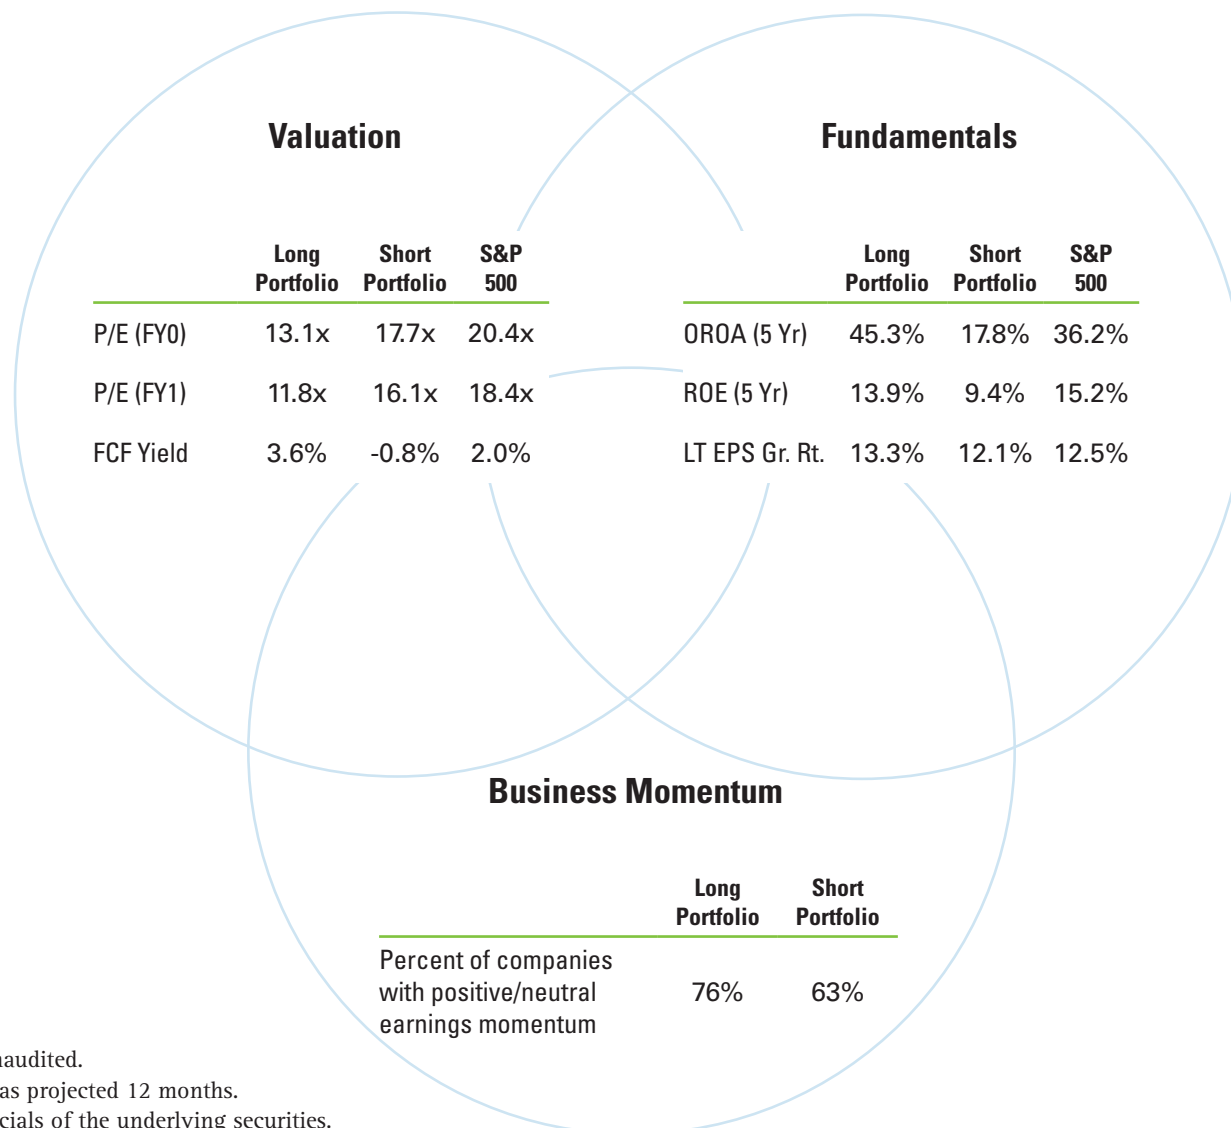 Valuation
Long Short S&P
Portfolio Portfolio 500
P/E (FY0) 13.1x 17.7x 20.4x
P/E (FY1) 11.8x 16.1x 18.4x
FCF Yield 3.6% -0.8% 2.0%
Fundamentals
Long Short S&P
Portfolio Portfolio 500
OROA (5 Yr) 45.3% 17.8% 36.2%
ROE (5 Yr) 13.9% 9.4% 15.2%
LT EPS Gr. Rt. 13.3% 12.1% 12.5%
Business Momentum
Long Short
Portfolio Portfolio
Percent of companies
with positive/neutral 76% 63%
earnings momentum
as projected 12 months.
of the underlying securities.